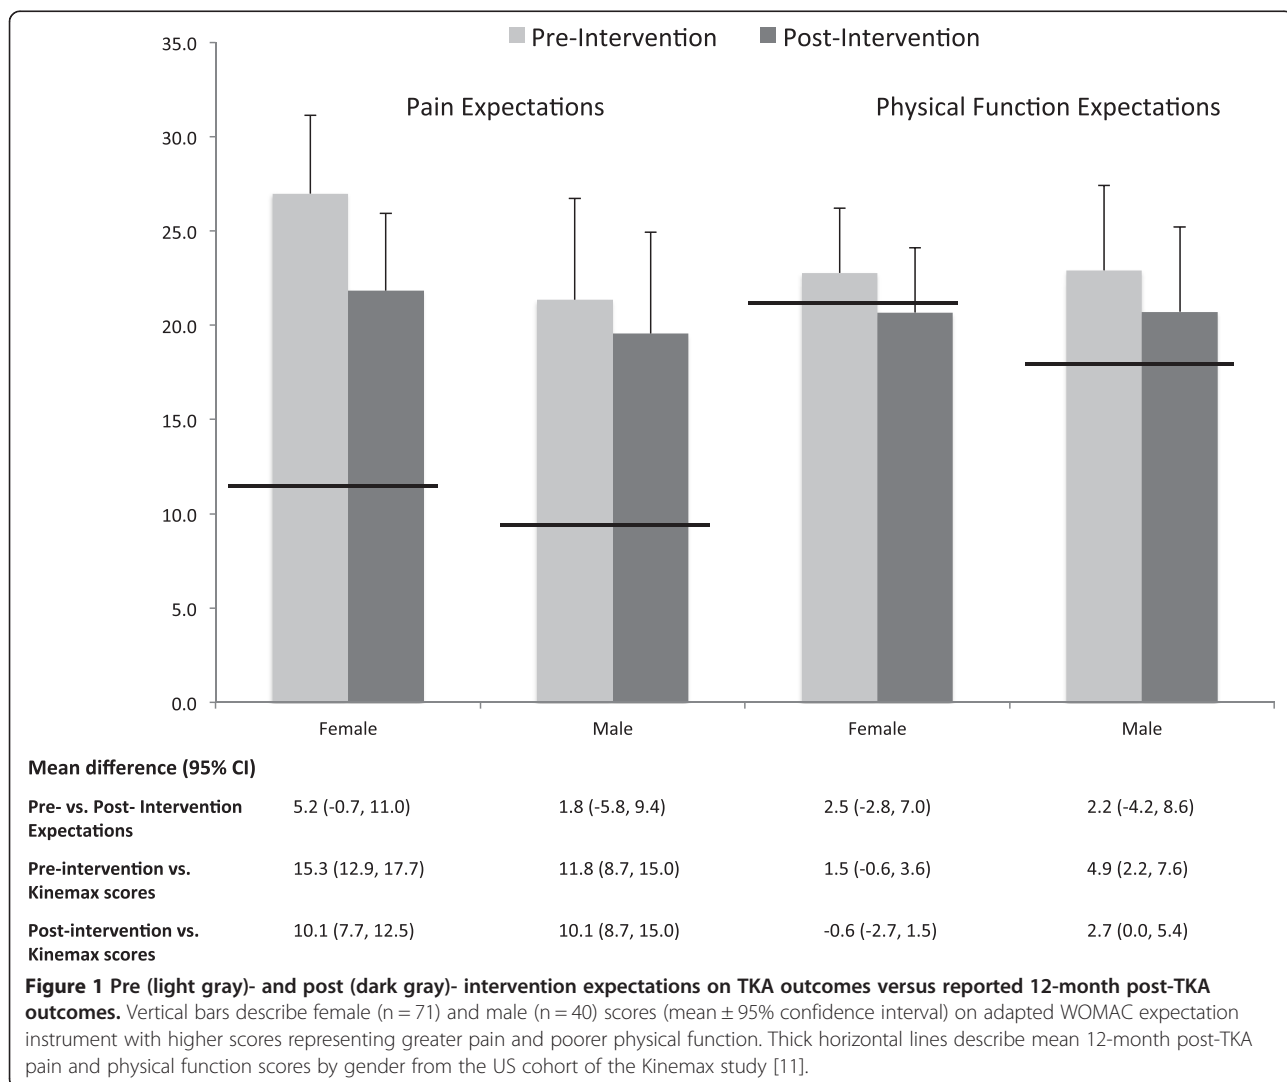 Pre-Intervention Post-Intervention
Pain Expectations Physical Function Expectations
35.0
30.0
25.0
20.0
15.0
10.0
5.0
0.0
Female Male Female Male
Mean difference (95% CI)
Pre- vs. Post- Intervention 5.2 (-0.7, 11.0) 1.8 (-5.8, 9.4) 2.5 (-2.8, 7.0) 2.2 (-4.2, 8.6)
Expectations
Pre-intervention vs. 15.3 (12.9, 17.7) 11.8 (8.7, 15.0) 1.5 (-0.6, 3.6) 4.9 (2.2, 7.6)
Kinemax scores
Post-intervention vs. 10.1 (7.7, 12.5) 10.1 (8.7, 15.0) -0.6 (-2.7, 1.5) 2.7 (0.0, 5.4)
Kinemax scores
Figure 1 Pre (light gray)- and post (dark gray)- intervention expectations on TKA outcomes versus reported 12-month post-TKA
outcomes. Vertical bars describe female (n = 71) and male (n = 40) scores (mean ± 95% confidence interval) on adapted WOMAC expectation
instrument with higher scores representing greater pain and poorer physical function. Thick horizontal lines describe mean 12-month post-TKA
pain and physical function scores by gender from the US cohort of the Kinemax study [11].